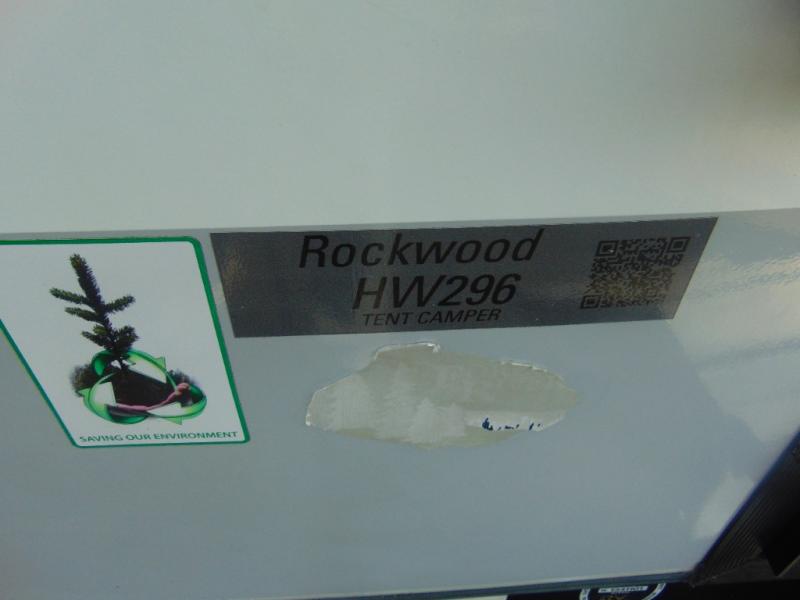 Rockwood
HW296
TENT CAMPER
SAVING OUR ENVIRONMENT